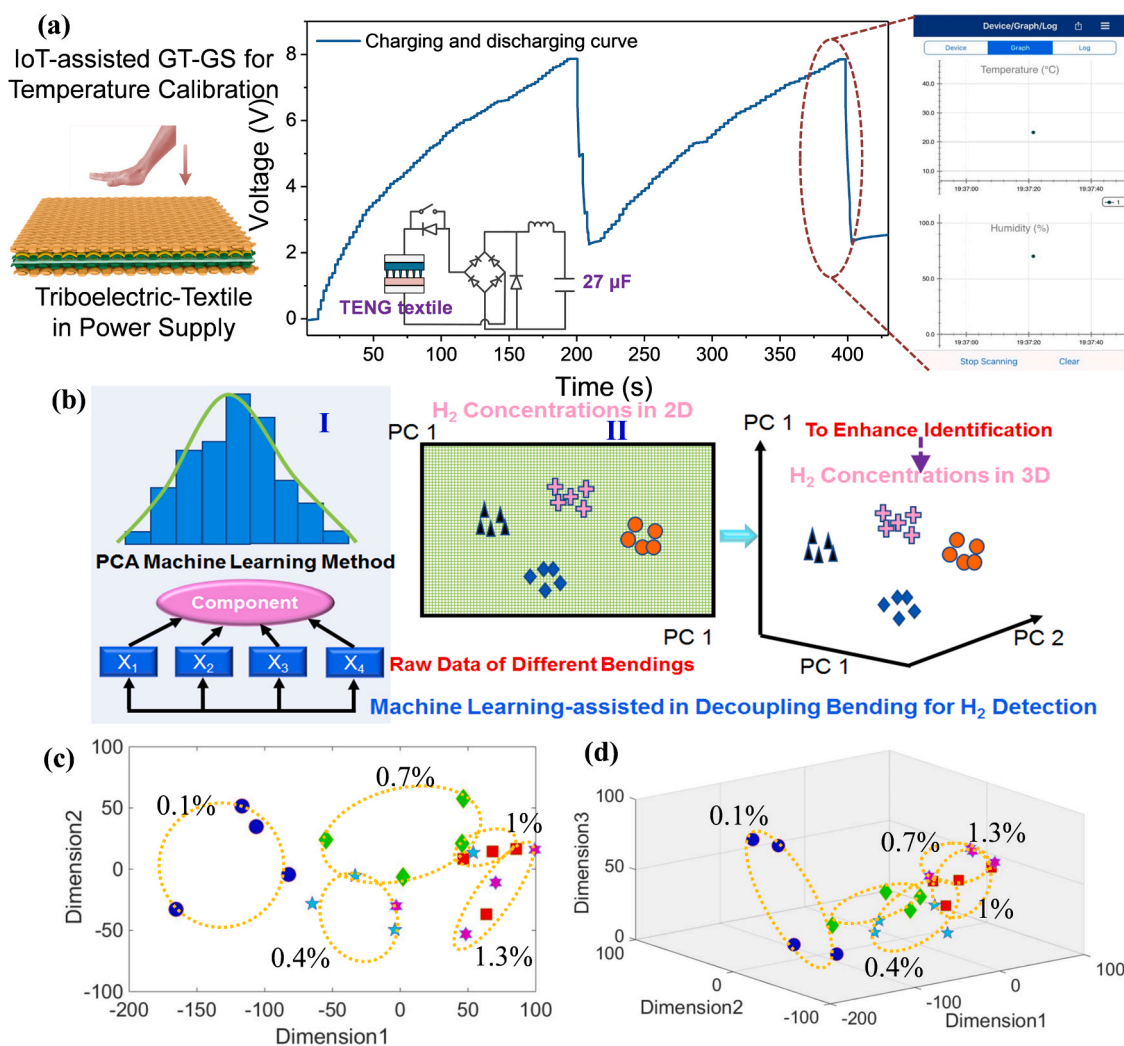 (a)
IoT-assisted GT-GS for
Temperature Calibration
Triboelectric-Textile
in Power Supply
Voltage (V)
8
6
4
2
0
Charging and discharging curve
TENG textile
27 µF
50 100 150 200 250 300 350 400
Time (s)
Device/Graph/Log
Device Graph Log
Temperature (°C)
40.0
30.0
20.0
10.0
19:37:00 19:37:20 19:37:40
1
Humidity (%)
100.0
50.0
0.0
19:37:00 19:37:20 19:37:40
Stop Scanning Clear
(b)
I
PCA Machine Learning Method
Component
X1 X2 X3 X4
H2 Concentrations in 2D
PC 1
II
PC 1
Raw Data of Different Bendings
PC 1
To Enhance Identification
H2 Concentrations in 3D
PC 1
PC 2
Machine Learning-assisted in Decoupling Bending for H2 Detection
(c)
100
50
0
-50
-100
Dimension2
0.1%
0.7%
1%
0.4%
1.3%
-200 -150 -100 -50 0 50 100
Dimension1
(d)
100
50
0
Dimension3
0.1%
0.7%
1.3%
1%
0.4%
100
0
-100
Dimension2
-200
-100
0
100
Dimension1